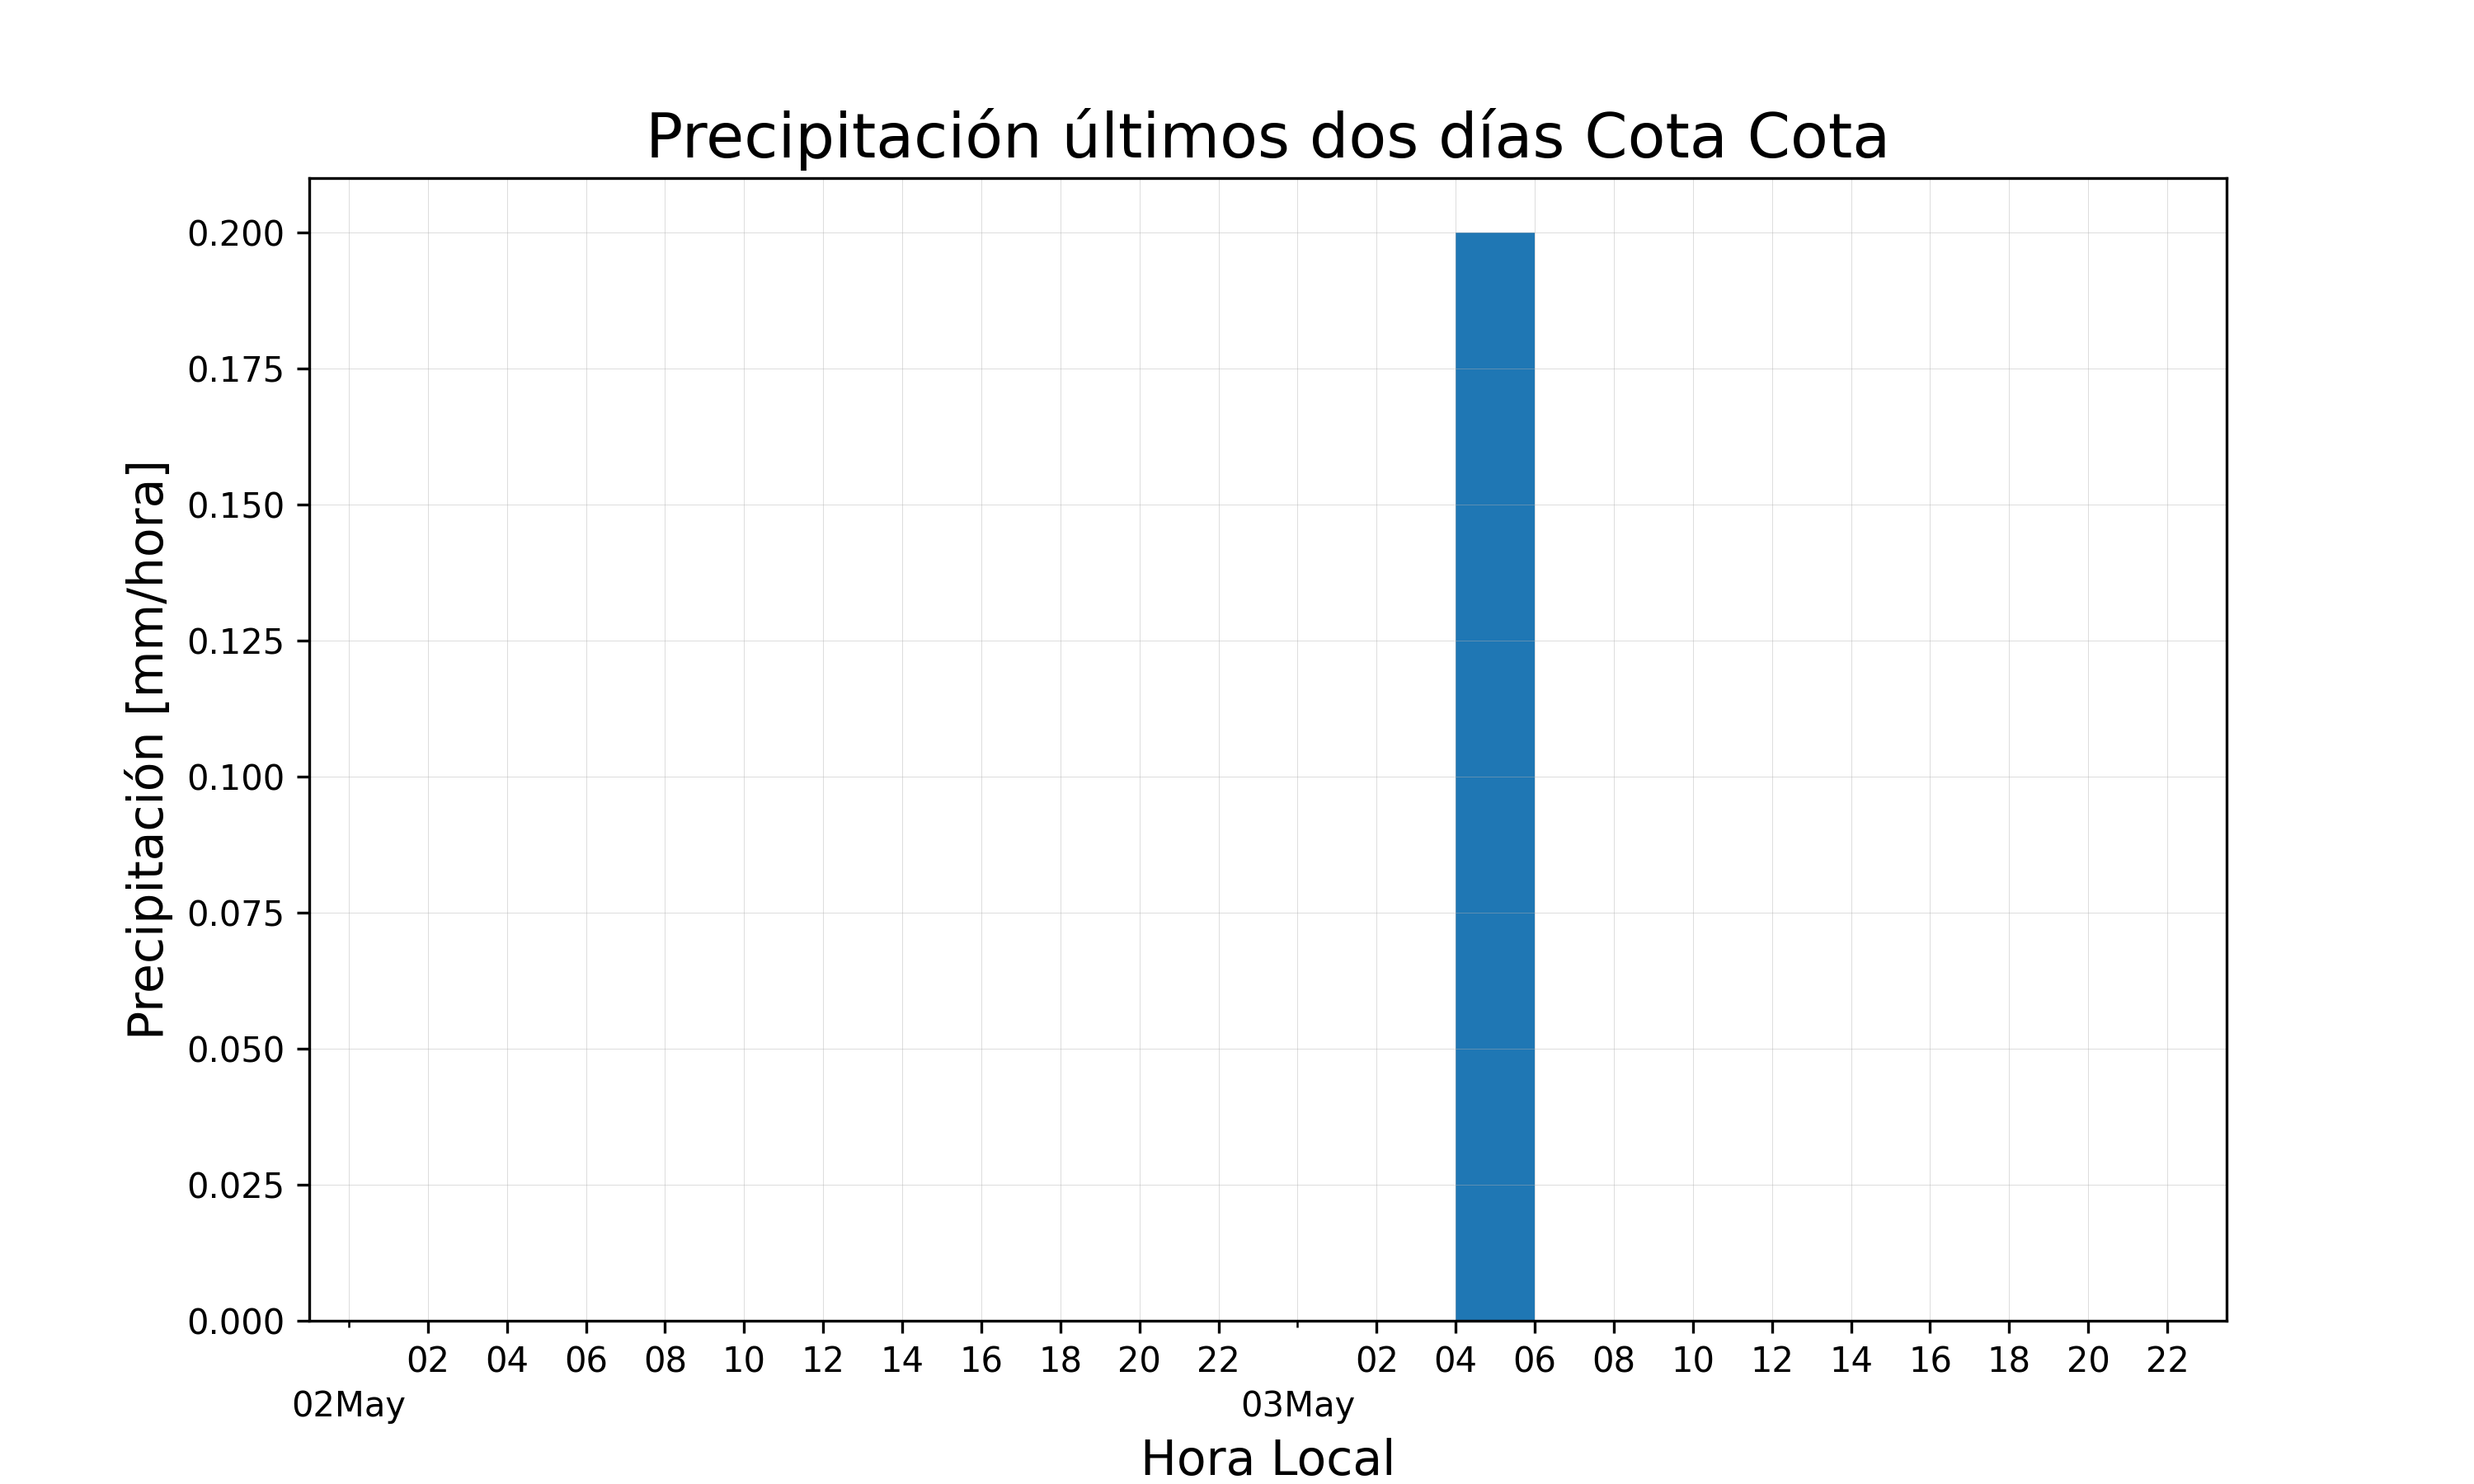 Precipitación últimos dos días Cota Cota
Precipitación [mm/hora]
0.200
0.175
0.150
0.125
0.100
0.075
0.050
0.025
0.000
02 04 06 08 10 12 14 16 18 20 22 02 04 06 08 10 12 14 16 18 20 22
02May 03May
Hora Local